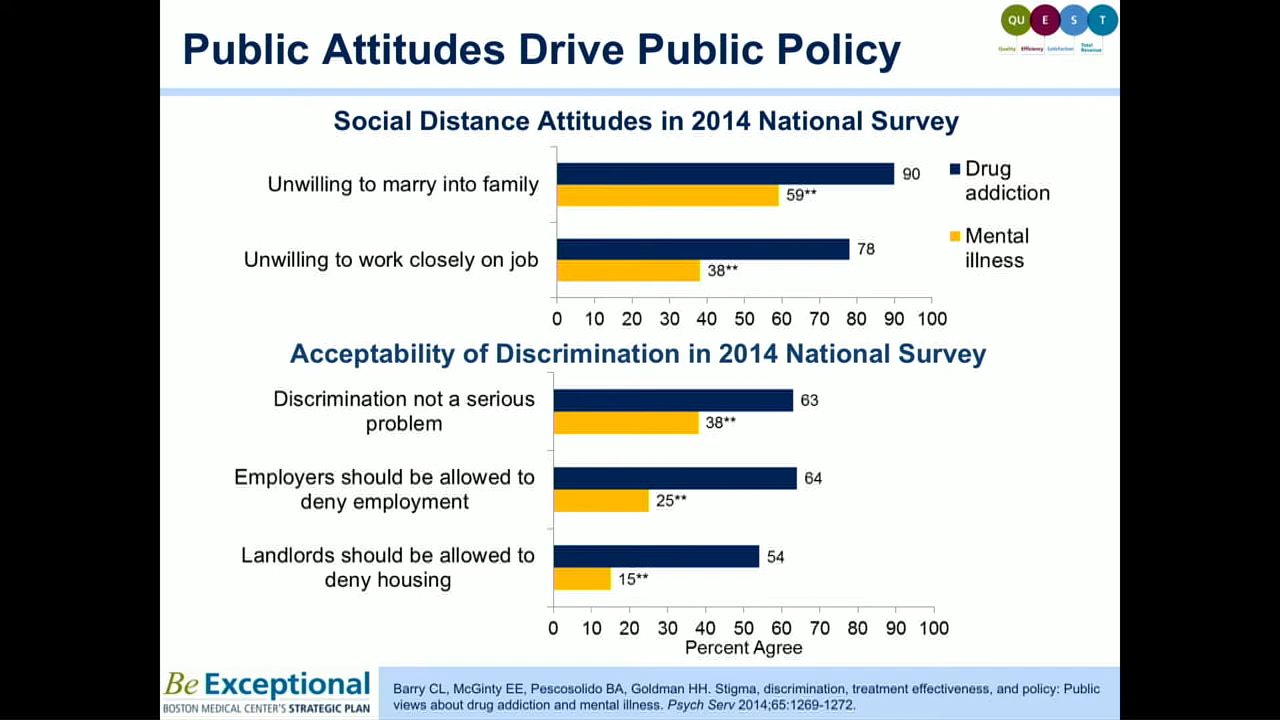 QU E S T
Quality Efficiency Satisfaction Total
Revenue
Public Attitudes Drive Public Policy
Social Distance Attitudes in 2014 National Survey
Unwilling to marry into family
90
59**
Unwilling to work closely on job
78
38**
Drug
addiction
Mental
illness
0 10 20 30 40 50 60 70 80 90 100
Acceptability of Discrimination in 2014 National Survey
Discrimination not a serious
problem
63
38**
Employers should be allowed to
deny employment
64
25**
Landlords should be allowed to
deny housing
54
15**
0 10 20 30 40 50 60 70 80 90 100
Percent Agree
Be Exceptional
BOSTON MEDICAL CENTER'S STRATEGIC PLAN
Barry CL, McGinty EE, Pescosolido BA, Goldman HH. Stigma, discrimination, treatment effectiveness, and policy: Public
views about drug addiction and mental illness. Psych Serv 2014;65:1269-1272.